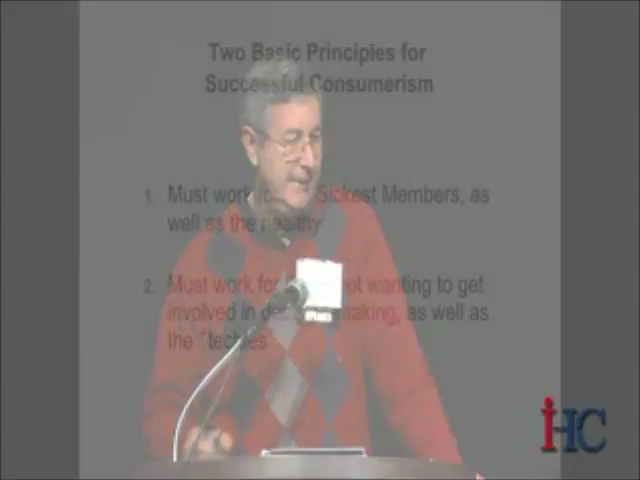 Two Basic Principles for
Successful Consumerism
1. Must work Sickest Members, as
well as the healthy
2. Must work for wanting to get
involved in making, as well as
the "Techies
iHC